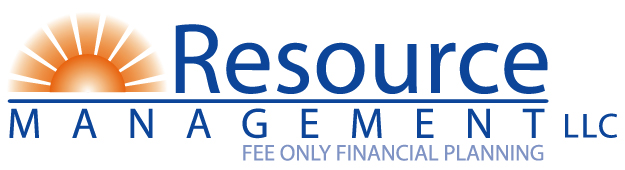 Resource
MANAGEMENT LLC
FEE ONLY FINANCIAL PLANNING